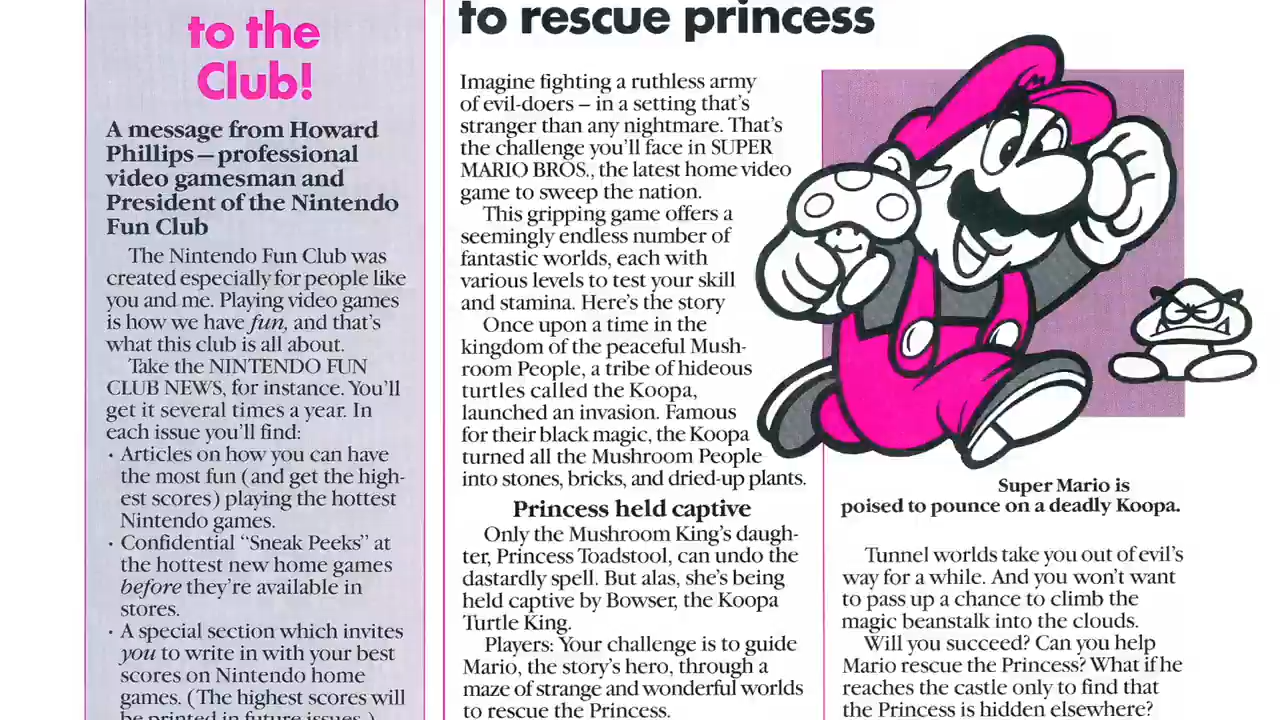 to the
Club!
A message from Howard
Phillips – professional
video gamesman and
President of the Nintendo
Fun Club
The Nintendo Fun Club was
created especially for people like
you and me. Playing video games
is how we have fun, and that's
what this club is all about.
Take the NINTENDO FUN
CLUB NEWS, for instance. You'll
get it several times a year. In
each issue you'll find:
· Articles on how you can have
the most fun (and get the high-
est scores) playing the hottest
Nintendo games.
· Confidential “Sneak Peeks” at
the hottest new home games
before they're available in
stores.
· A special section which invites
you to write in with your best
scores on Nintendo home
games. (The highest scores will
be printed in future issues.)
to rescue princess
Imagine fighting a ruthless army
of evil-doers – in a setting that's
stranger than any nightmare. That's
the challenge you'll face in SUPER
MARIO BROS., the latest home video
game to sweep the nation.
This gripping game offers a
seemingly endless number of
fantastic worlds, each with
various levels to test your skill
and stamina. Here's the story
Once upon a time in the
kingdom of the peaceful Mush-
room People, a tribe of hideous
turtles called the Koopa,
launched an invasion. Famous
for their black magic, the Koopa
turned all the Mushroom People
into stones, bricks, and dried-up plants.
Princess held captive
Only the Mushroom King's daugh-
ter, Princess Toadstool, can undo the
dastardly spell. But alas, she's being
held captive by Bowser, the Koopa
Turtle King.
Players: Your challenge is to guide
Mario, the story's hero, through a
maze of strange and wonderful worlds
to rescue the Princess.
M
Super Mario is
poised to pounce on a deadly Koopa.
Tunnel worlds take you out of evil's
way for a while. And you won't want
to pass up a chance to climb the
magic beanstalk into the clouds.
Will you succeed? Can you help
Mario rescue the Princess? What if he
reaches the castle only to find that
the Princess is hidden elsewhere?